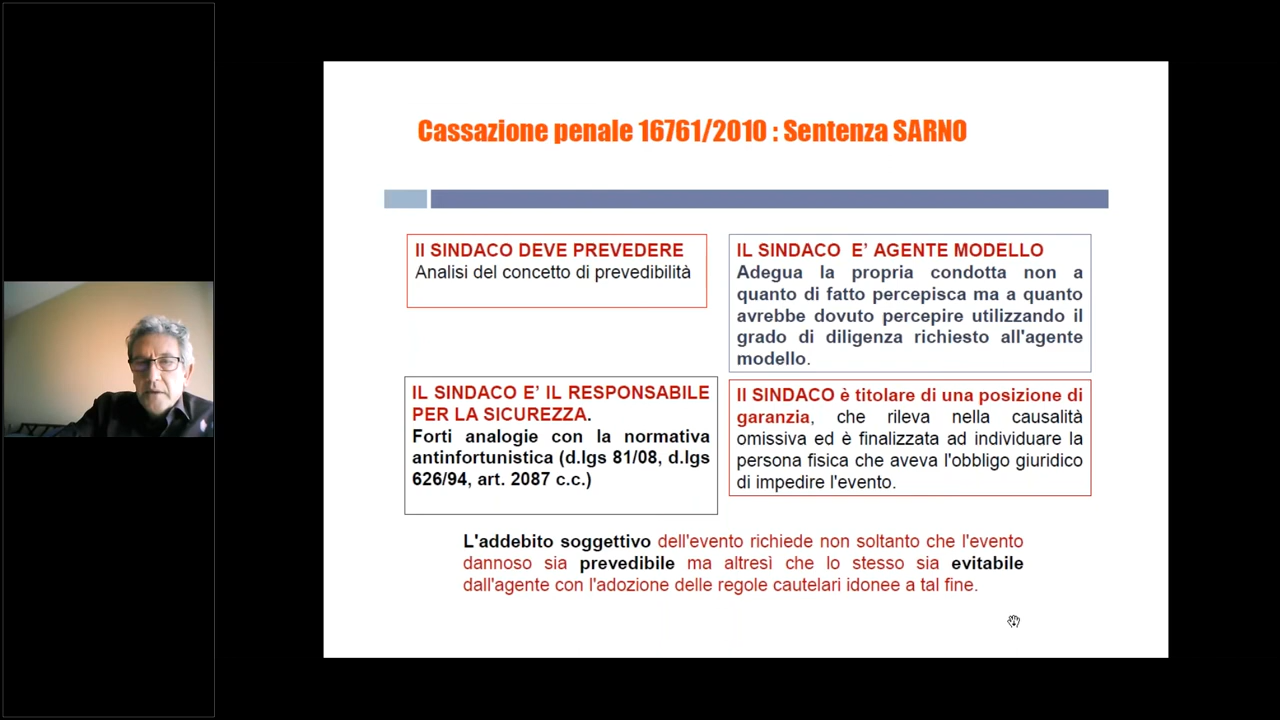 Cassazione penale 16761/2010 : Sentenza SARNO
Il SINDACO DEVE PREVEDERE
Analisi del concetto di prevedibilità
IL SINDACO E' AGENTE MODELLO
Adegua la propria condotta non a
quanto di fatto percepisca ma a quanto
avrebbe dovuto percepire utilizzando il
grado di diligenza richiesto all'agente
modello.
IL SINDACO E' IL RESPONSABILE
PER LA SICUREZZA.
Forti analogie con la normativa
antinfortunistica (d.lgs 81/08, d.lgs
626/94, art. 2087 c.c.)
Il SINDACO è titolare di una posizione di
garanzia, che rileva nella causalità
omissiva ed è finalizzata ad individuare la
persona fisica che aveva l'obbligo giuridico
di impedire l'evento.
L'addebito soggettivo dell'evento richiede non soltanto che l'evento
dannoso sia prevedibile ma altresì che lo stesso sia evitabile
dall'agente con l'adozione delle regole cautelari idonee a tal fine.